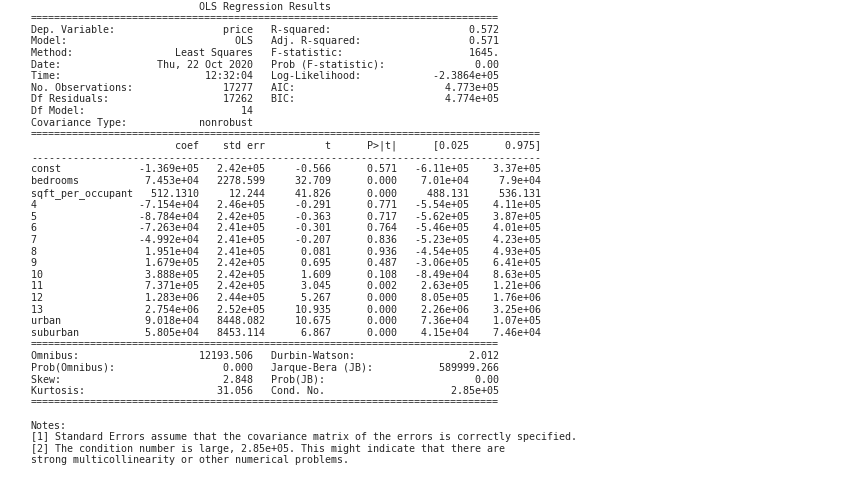 OLS Regression Results
==============================================================================
Dep. Variable:                  price   R-squared:                       0.572
Model:                            OLS   Adj. R-squared:                  0.571
Method:                 Least Squares   F-statistic:                     1645.
Date:                Thu, 22 Oct 2020   Prob (F-statistic):               0.00
Time:                        12:32:04   Log-Likelihood:            -2.3864e+05
No. Observations:               17277   AIC:                         4.773e+05
Df Residuals:                   17262   BIC:                         4.774e+05
Df Model:                          14
Covariance Type:            nonrobust
=====================================================================================
                        coef    std err          t      P>|t|      [0.025      0.975]
-------------------------------------------------------------------------------------
const             -1.369e+05   2.42e+05     -0.566      0.571   -6.11e+05    3.37e+05
bedrooms           7.453e+04   2278.599     32.709      0.000    7.01e+04     7.9e+04
sqft_per_occupant   512.1310     12.244     41.826      0.000     488.131     536.131
4                 -7.154e+04   2.46e+05     -0.291      0.771   -5.54e+05    4.11e+05
5                 -8.784e+04   2.42e+05     -0.363      0.717   -5.62e+05    3.87e+05
6                 -7.263e+04   2.41e+05     -0.301      0.764   -5.46e+05    4.01e+05
7                 -4.992e+04   2.41e+05     -0.207      0.836   -5.23e+05    4.23e+05
8                  1.951e+04   2.41e+05      0.081      0.936   -4.54e+05    4.93e+05
9                  1.679e+05   2.42e+05      0.695      0.487   -3.06e+05    6.41e+05
10                 3.888e+05   2.42e+05      1.609      0.108   -8.49e+04    8.63e+05
11                 7.371e+05   2.42e+05      3.045      0.002    2.63e+05    1.21e+06
12                 1.283e+06   2.44e+05      5.267      0.000    8.05e+05    1.76e+06
13                 2.754e+06   2.52e+05     10.935      0.000    2.26e+06    3.25e+06
urban              9.018e+04   8448.082     10.675      0.000    7.36e+04    1.07e+05
suburban           5.805e+04   8453.114      6.867      0.000    4.15e+04    7.46e+04
==============================================================================
Omnibus:                    12193.506   Durbin-Watson:                   2.012
Prob(Omnibus):                  0.000   Jarque-Bera (JB):           589999.266
Skew:                           2.848   Prob(JB):                         0.00
Kurtosis:                      31.056   Cond. No.                     2.85e+05
==============================================================================
Notes:
[1] Standard Errors assume that the covariance matrix of the errors is correctly specified.
[2] The condition number is large, 2.85e+05. This might indicate that there are
strong multicollinearity or other numerical problems.